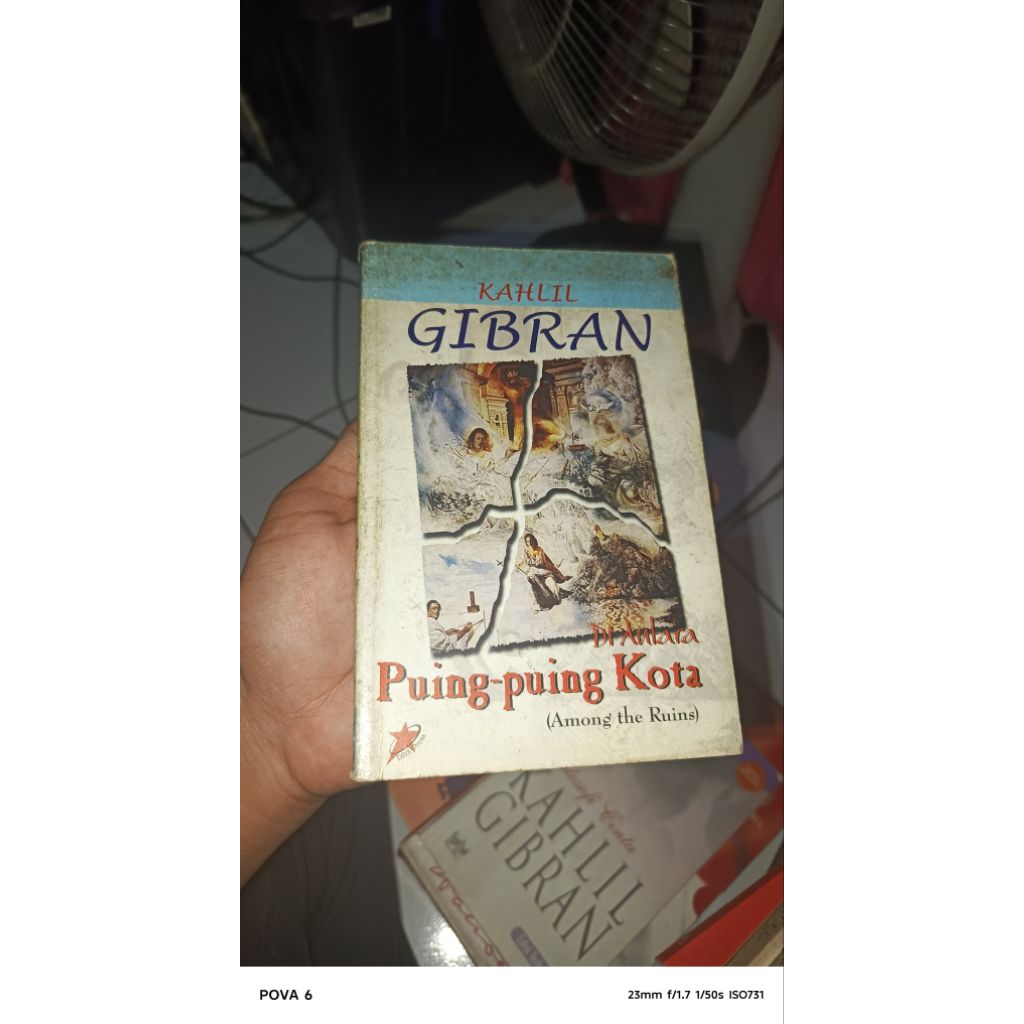 KAHLIL
GIBRAN
Di Antara
Puing-puing Kota
(Among the Ruins)
DIVA
KAHLIL
GIBRAN
POVA 6
23mm f/1.7 1/50s ISO731